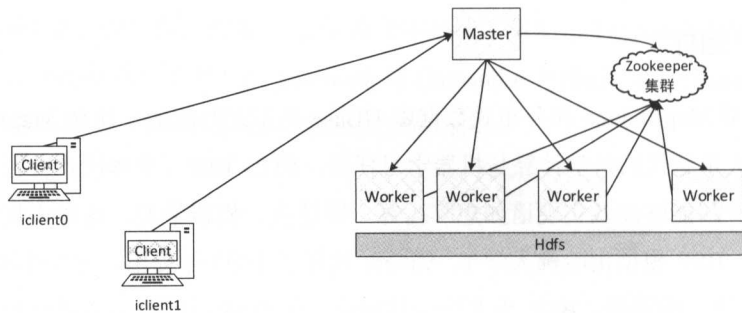 Master
Zookeeper
集群
Client
iclient0
Worker
Worker
Worker
Worker
Hdfs
Client
iclient1